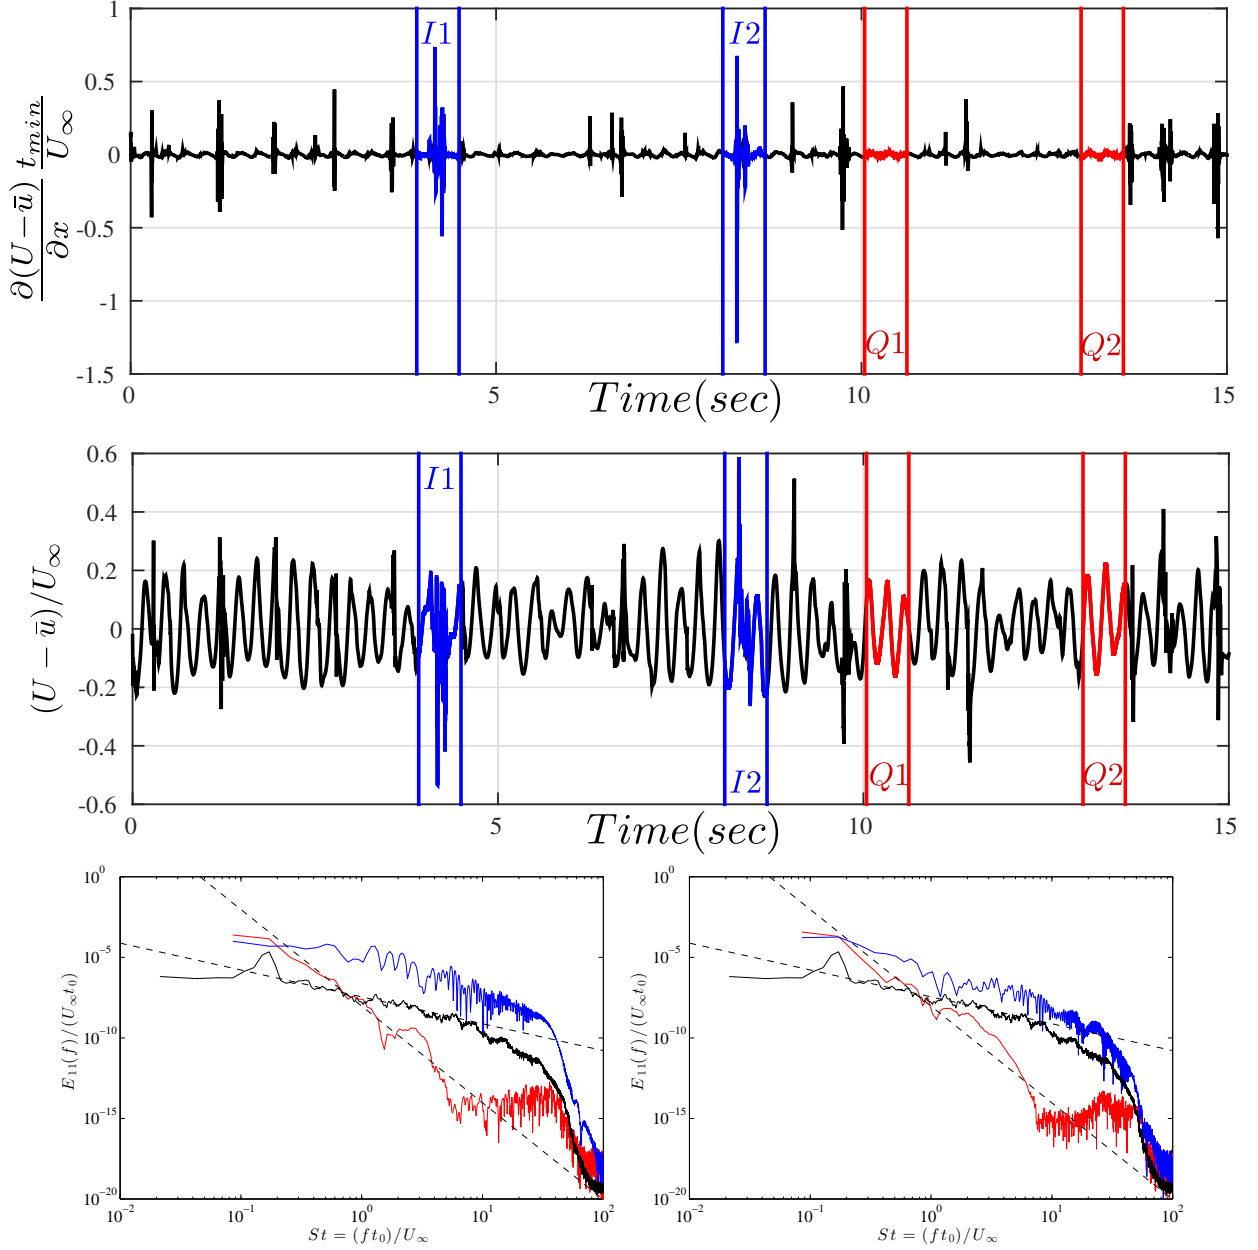 1
0.5
0
-0.5
-1
-1.5
∂(U−ū)/∂x t_min/U_∞
I1
I2
Q1
Q2
0 5 10 15
Time(sec)
0.6
0.4
0.2
0
-0.2
-0.4
-0.6
(U − ū)/U_∞
I1
I2
Q1
Q2
0 5 10 15
Time(sec)
10^0
10^−5
10^−10
10^−15
10^−20
E_11(f)/(U_∞t_0)
10^−2 10^−1 10^0 10^1 10^2
St = (ft_0)/U_∞
10^0
10^−5
10^−10
10^−15
10^−20
E_11(f)/(U_∞t_0)
10^−2 10^−1 10^0 10^1 10^2
St = (ft_0)/U_∞